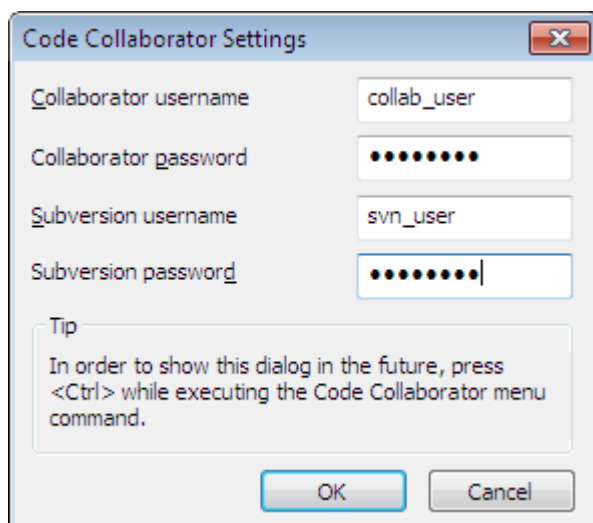 Code Collaborator Settings
Collaborator username
collab_user
Collaborator password
●●●●●●●●
Subversion username
svn_user
Subversion password
●●●●●●●●
Tip
In order to show this dialog in the future, press
<Ctrl> while executing the Code Collaborator menu
command.
OK
Cancel